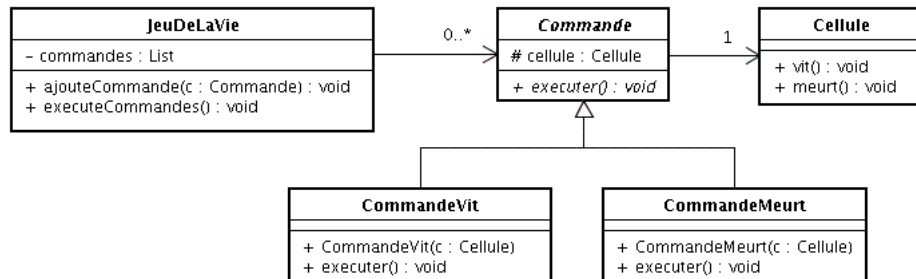 JeuDeLaVie
– commandes : List
+ ajouteCommande(c : Commande) : void
+ executeCommandes() : void
0..*
Commande
# cellule : Cellule
+ executer() : void
1
Cellule
+ vit() : void
+ meurt() : void
CommandeVit
+ CommandeVit(c : Cellule)
+ executer() : void
CommandeMeurt
+ CommandeMeurt(c : Cellule)
+ executer() : void